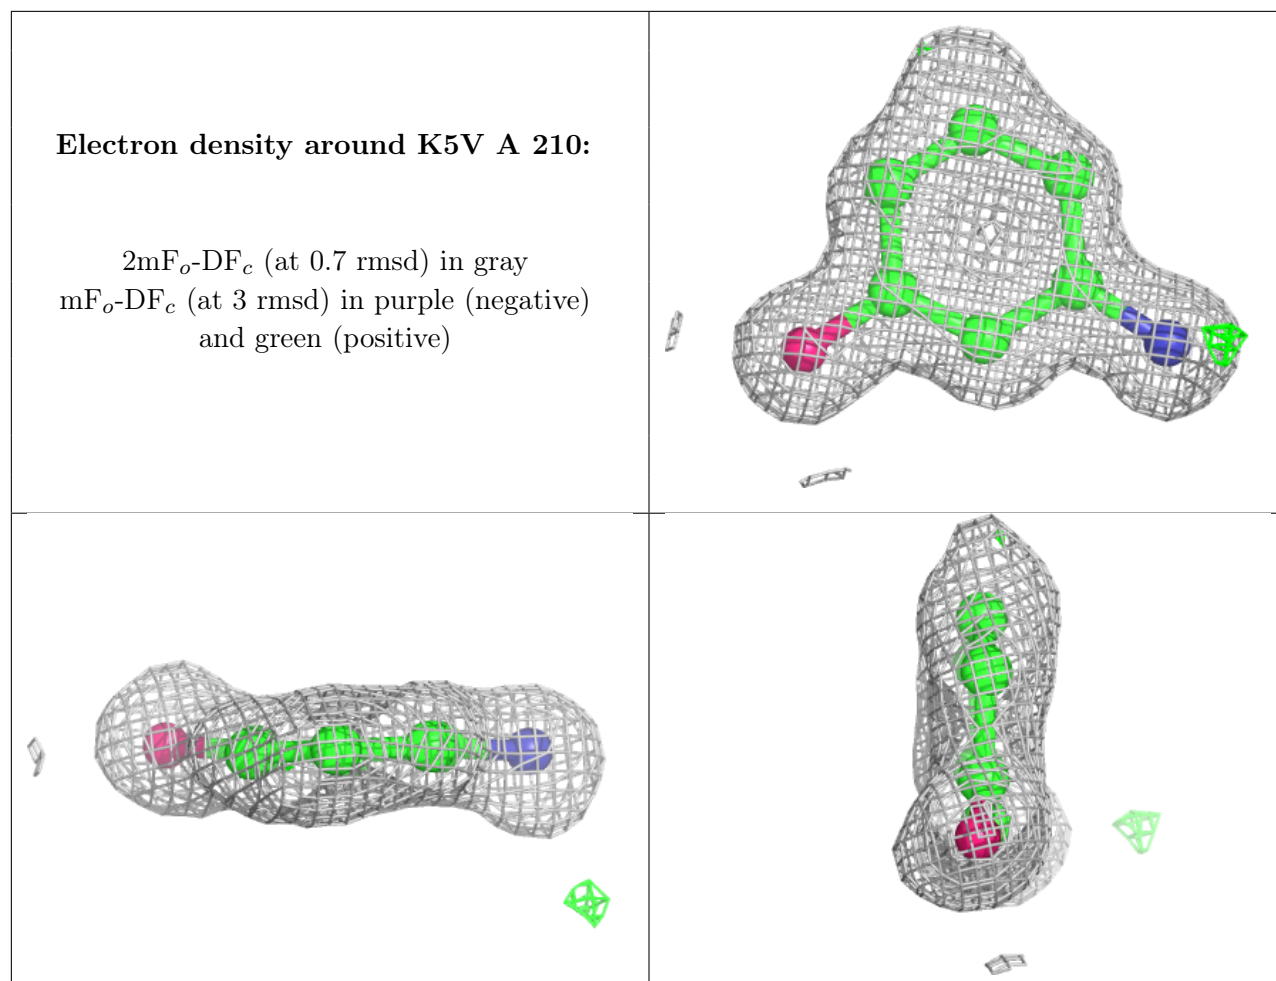 Electron density around K5V A 210:
2mFo-DFc (at 0.7 rmsd) in gray
mFo-DFc (at 3 rmsd) in purple (negative)
and green (positive)